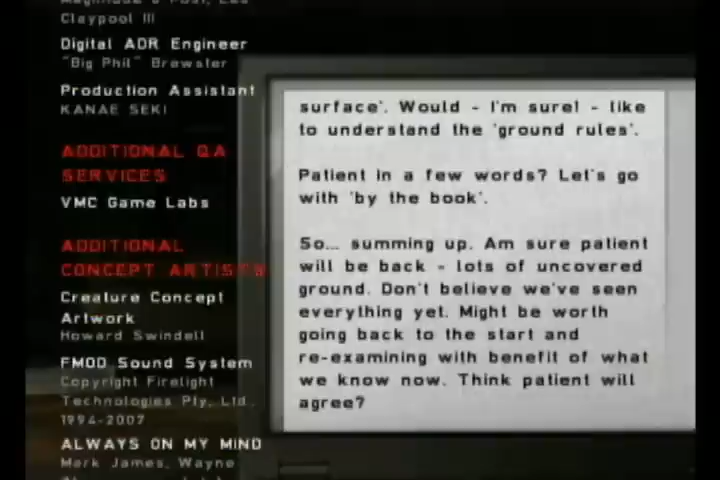 Claypool III
Digital ADR Engineer
"Big Phil" Brewster
Production Assistant
KANAE SEKI
ADDITIONAL QA
SERVICES
VMC Game Labs
ADDITIONAL
CONCEPT ARTISTS
Creature Concept
Artwork
Howard Swindell
FMOD Sound System
Copyright Firelight
Technologies Pty, Ltd.
1994-2007
ALWAYS ON MY MIND
Mark James, Wayne
surface'. Would - I'm sure! - like
to understand the 'ground rules'.
Patient in a few words? Let's go
with 'by the book'.
So... summing up. Am sure patient
will be back - lots of uncovered
ground. Don't believe we've seen
everything yet. Might be worth
going back to the start and
re-examining with benefit of what
we know now. Think patient will
agree?